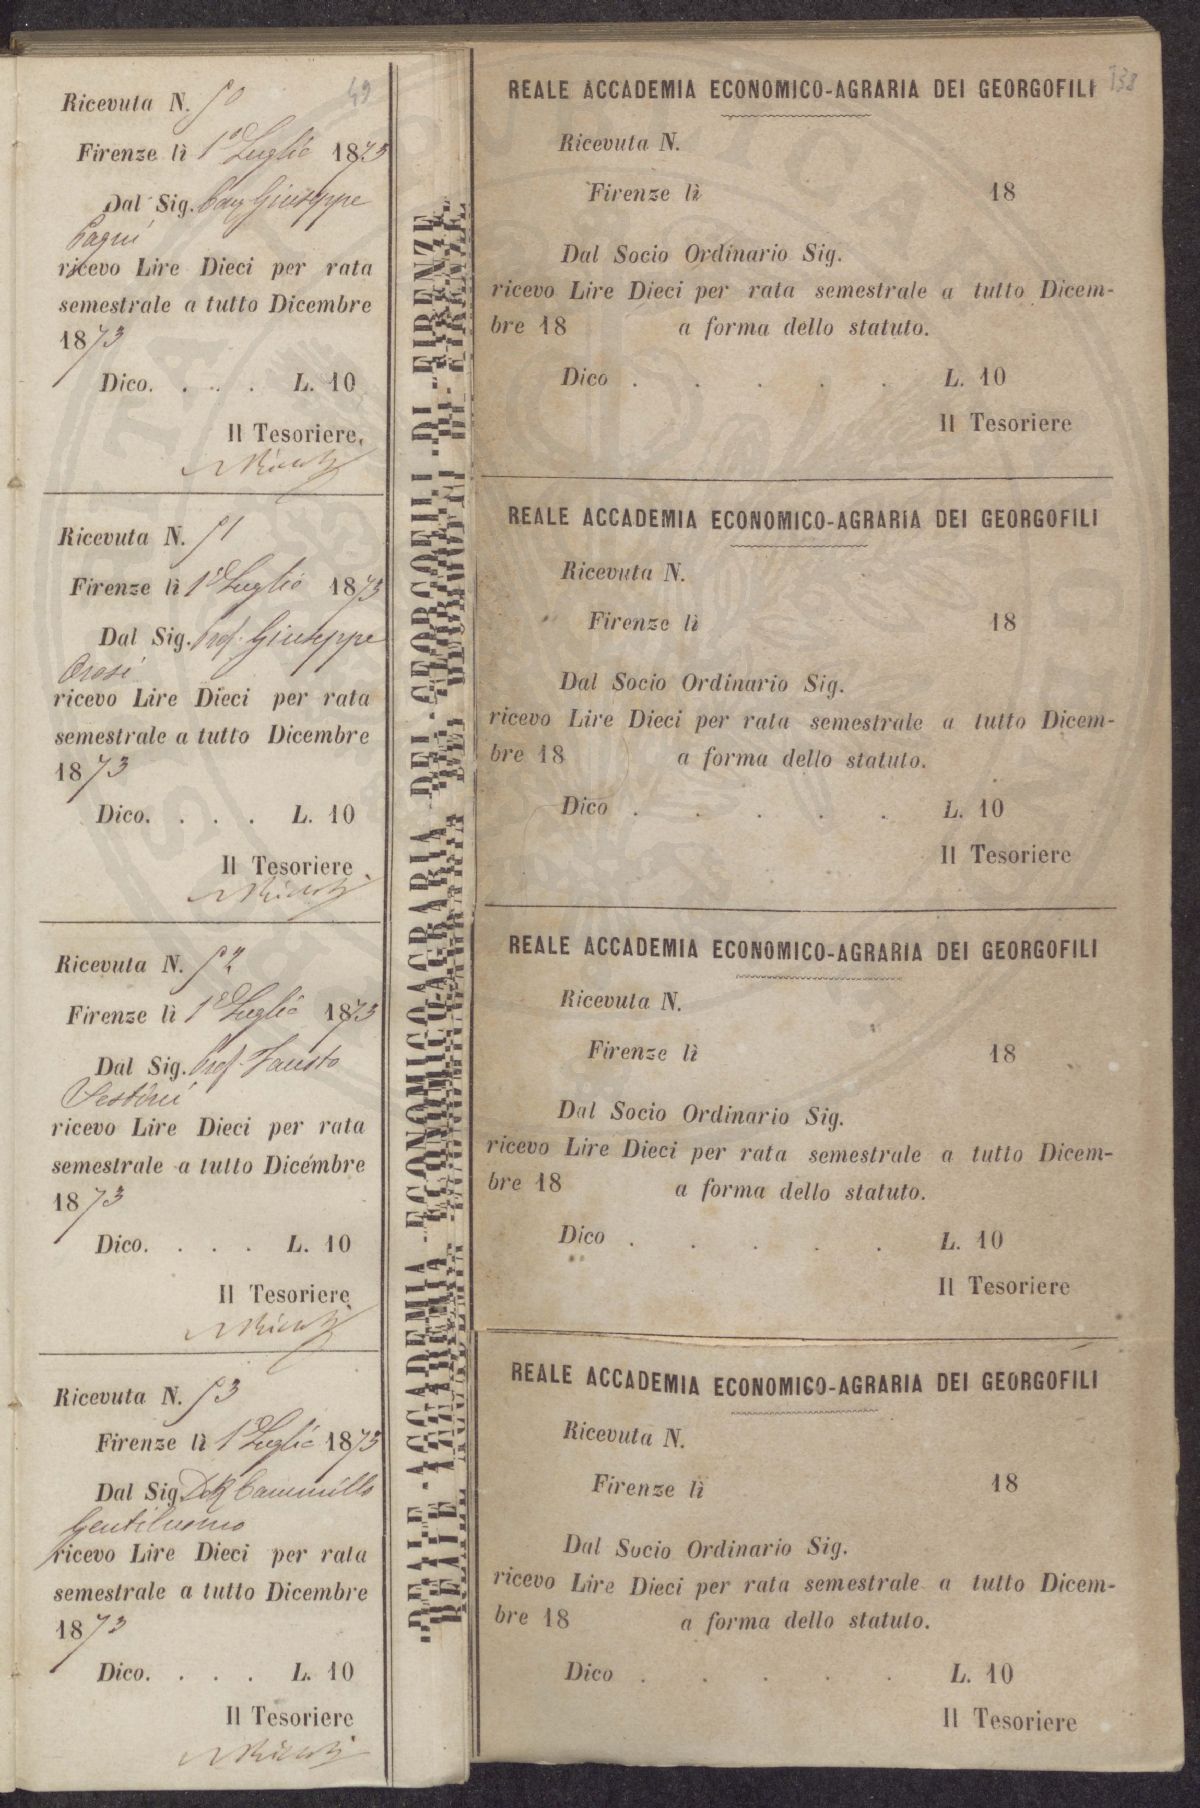 49
Ricevuta N. 50
Firenze lì 1º Luglio 1873
Dal Sig. Cav Giuseppe
Pagni
ricevo Lire Dieci per rata
semestrale a tutto Dicembre
1873
Dico. . . . L. 10
Il Tesoriere,
Ricevuta N. 51
Firenze lì 1º Luglio 1873
Dal Sig. Prof. Giuseppe
Orosi
ricevo Lire Dieci per rata
semestrale a tutto Dicembre
1873
Dico. . . . L. 10
Il Tesoriere
Ricevuta N. 52
Firenze lì 1º Luglio 1873
Dal Sig. Prof. Fausto
Sestini
ricevo Lire Dieci per rata
semestrale a tutto Dicembre
1873
Dico. . . . L. 10
Il Tesoriere
Ricevuta N. 53
Firenze lì 1º Luglio 1873
Dal Sig. Dott Cammillo
Gentiluomo
ricevo Lire Dieci per rata
semestrale a tutto Dicembre
1873
Dico. . . . L. 10
Il Tesoriere
REALE ACCADEMIA ECONOMICO-AGRARIA DEI GEORGOFILI DI FIRENZE
138
REALE ACCADEMIA ECONOMICO-AGRARIA DEI GEORGOFILI
Ricevuta N.
Firenze lì 18
Dal Socio Ordinario Sig.
ricevo Lire Dieci per rata semestrale a tutto Dicem-
bre 18 a forma dello statuto.
Dico . . . . . L. 10
Il Tesoriere
REALE ACCADEMIA ECONOMICO-AGRARIA DEI GEORGOFILI
Ricevuta N.
Firenze lì 18
Dal Socio Ordinario Sig.
ricevo Lire Dieci per rata semestrale a tutto Dicem-
bre 18 a forma dello statuto.
Dico . . . . . L. 10
Il Tesoriere
REALE ACCADEMIA ECONOMICO-AGRARIA DEI GEORGOFILI
Ricevuta N.
Firenze lì 18
Dal Socio Ordinario Sig.
ricevo Lire Dieci per rata semestrale a tutto Dicem-
bre 18 a forma dello statuto.
Dico . . . . . L. 10
Il Tesoriere
REALE ACCADEMIA ECONOMICO-AGRARIA DEI GEORGOFILI
Ricevuta N.
Firenze lì 18
Dal Socio Ordinario Sig.
ricevo Lire Dieci per rata semestrale a tutto Dicem-
bre 18 a forma dello statuto.
Dico . . . . . L. 10
Il Tesoriere